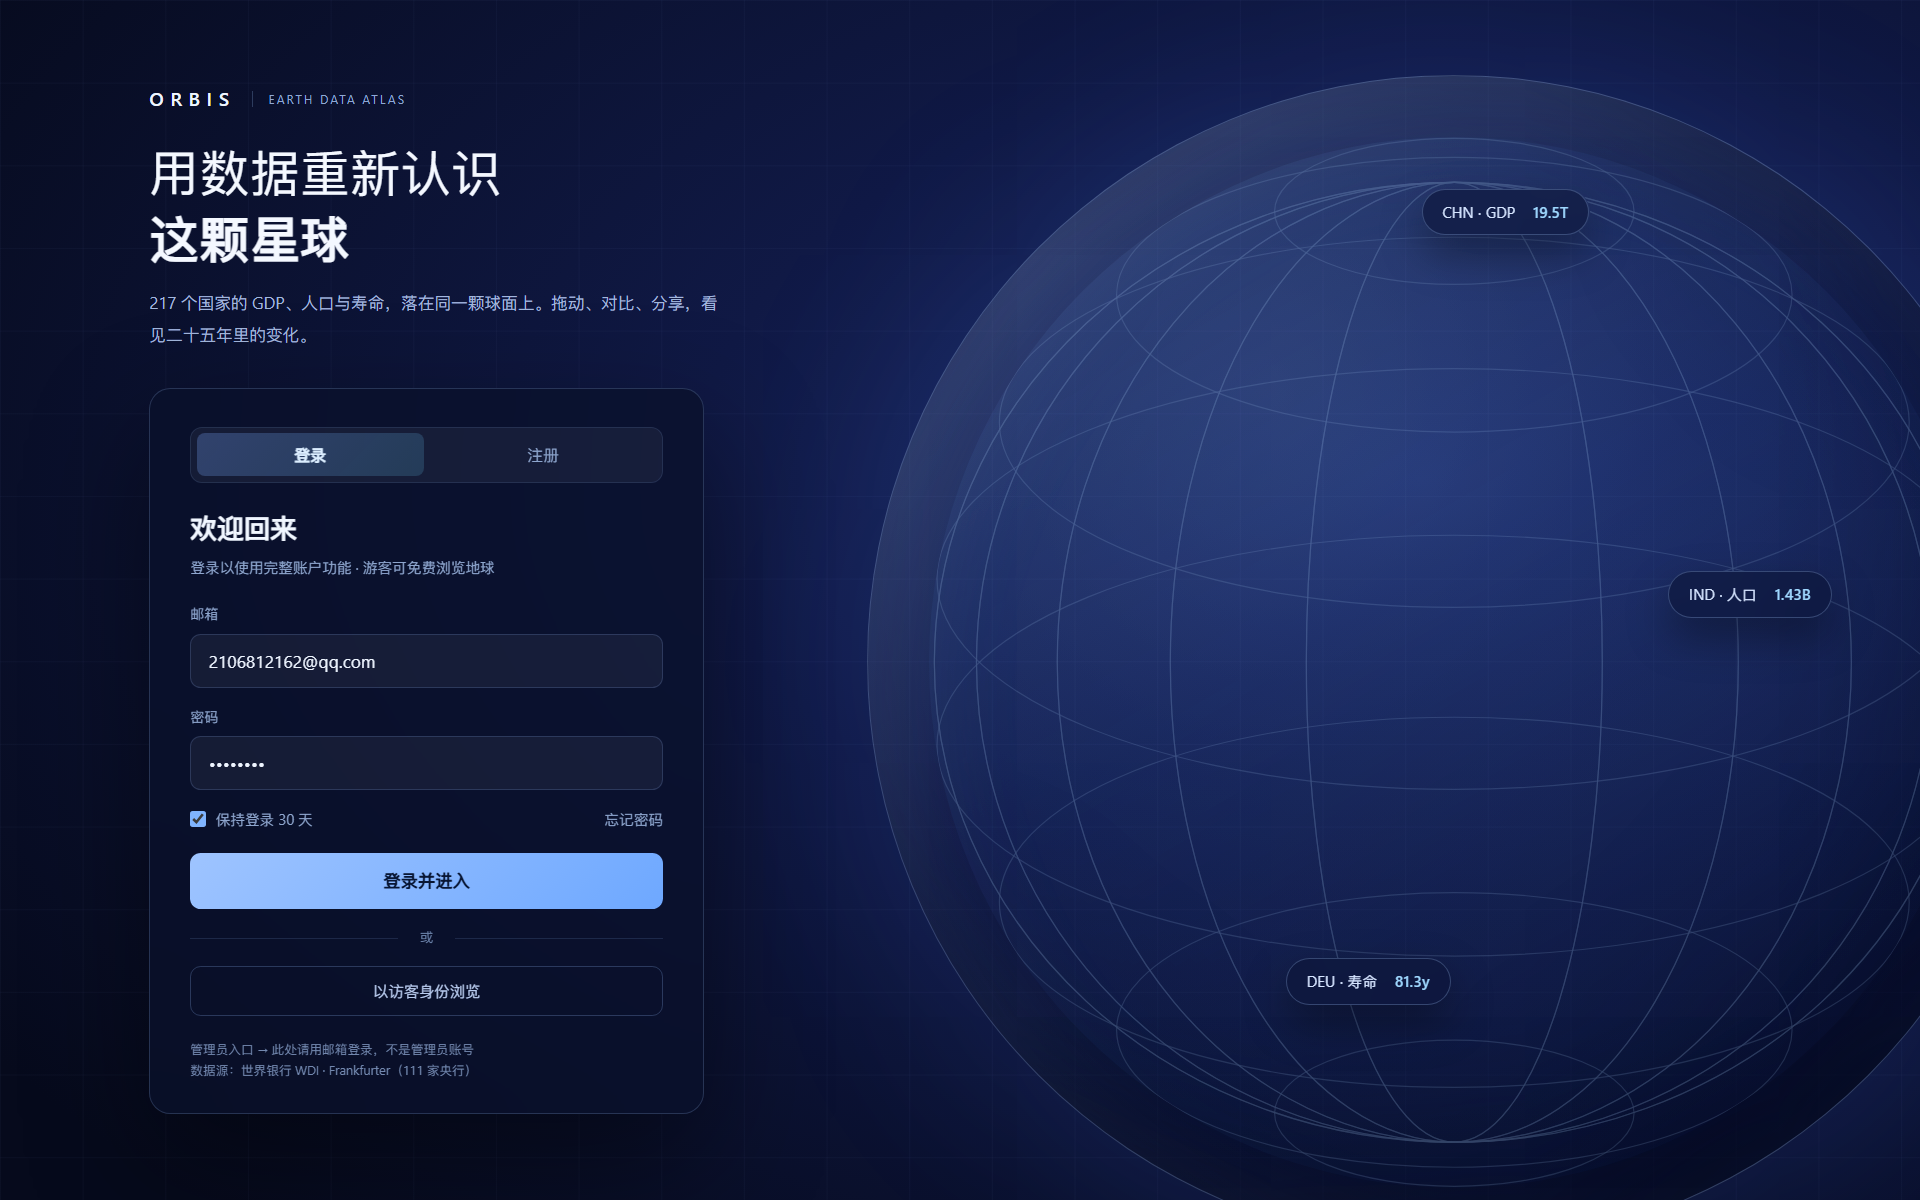 ORBIS EARTH DATA ATLAS
用数据重新认识
这颗星球
217 个国家的 GDP、人口与寿命，落在同一颗球面上。拖动、对比、分享，看
见二十五年里的变化。
登录 注册
欢迎回来
登录以使用完整账户功能 · 游客可免费浏览地球
邮箱
2106812162@qq.com
密码
••••••••
保持登录 30 天 忘记密码
登录并进入
或
以访客身份浏览
管理员入口 → 此处请用邮箱登录，不是管理员账号
数据源：世界银行 WDI · Frankfurter（111 家央行）
CHN · GDP 19.5T
IND · 人口 1.43B
DEU · 寿命 81.3y